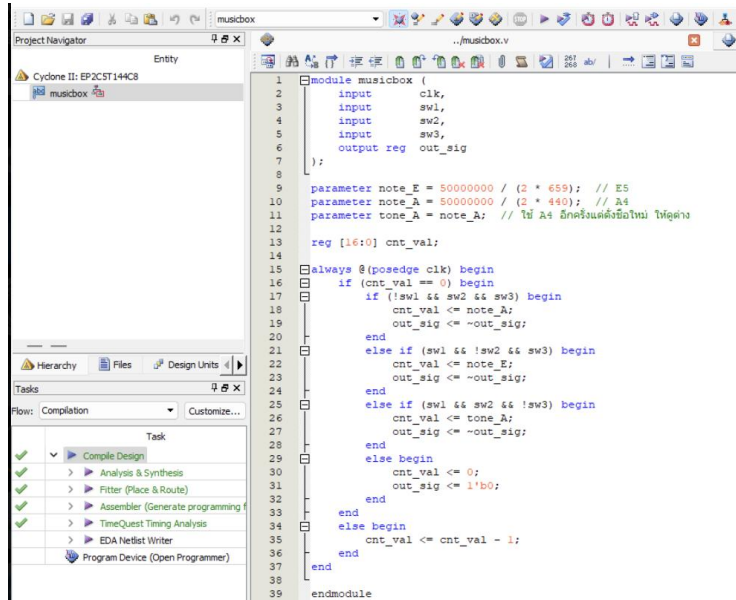 musicbox
Project Navigator
Entity
Cyclone II: EP2C5T144C8
musicbox
Hierarchy
Files
Design Units
Tasks
Flow: Compilation
Customize...
Task
Compile Design
Analysis & Synthesis
Fitter (Place & Route)
Assembler (Generate programming f
TimeQuest Timing Analysis
EDA Netlist Writer
Program Device (Open Programmer)
../musicbox.v
267
268
ab/
1 module musicbox (
2 input clk,
3 input sw1,
4 input sw2,
5 input sw3,
6 output reg out_sig
7 );
8
9 parameter note_E = 50000000 / (2 * 659); // E5
10 parameter note_A = 50000000 / (2 * 440); // A4
11 parameter tone_A = note_A; // ใช้ A4 อีกครั้งแต่ตั้งชื่อใหม่ ให้ดูต่าง
12
13 reg [16:0] cnt_val;
14
15 always @(posedge clk) begin
16 if (cnt_val == 0) begin
17 if (!sw1 && sw2 && sw3) begin
18 cnt_val <= note_A;
19 out_sig <= ~out_sig;
20 end
21 else if (sw1 && !sw2 && sw3) begin
22 cnt_val <= note_E;
23 out_sig <= ~out_sig;
24 end
25 else if (sw1 && sw2 && !sw3) begin
26 cnt_val <= tone_A;
27 out_sig <= ~out_sig;
28 end
29 else begin
30 cnt_val <= 0;
31 out_sig <= 1'b0;
32 end
33 end
34 else begin
35 cnt_val <= cnt_val - 1;
36 end
37 end
38
39 endmodule